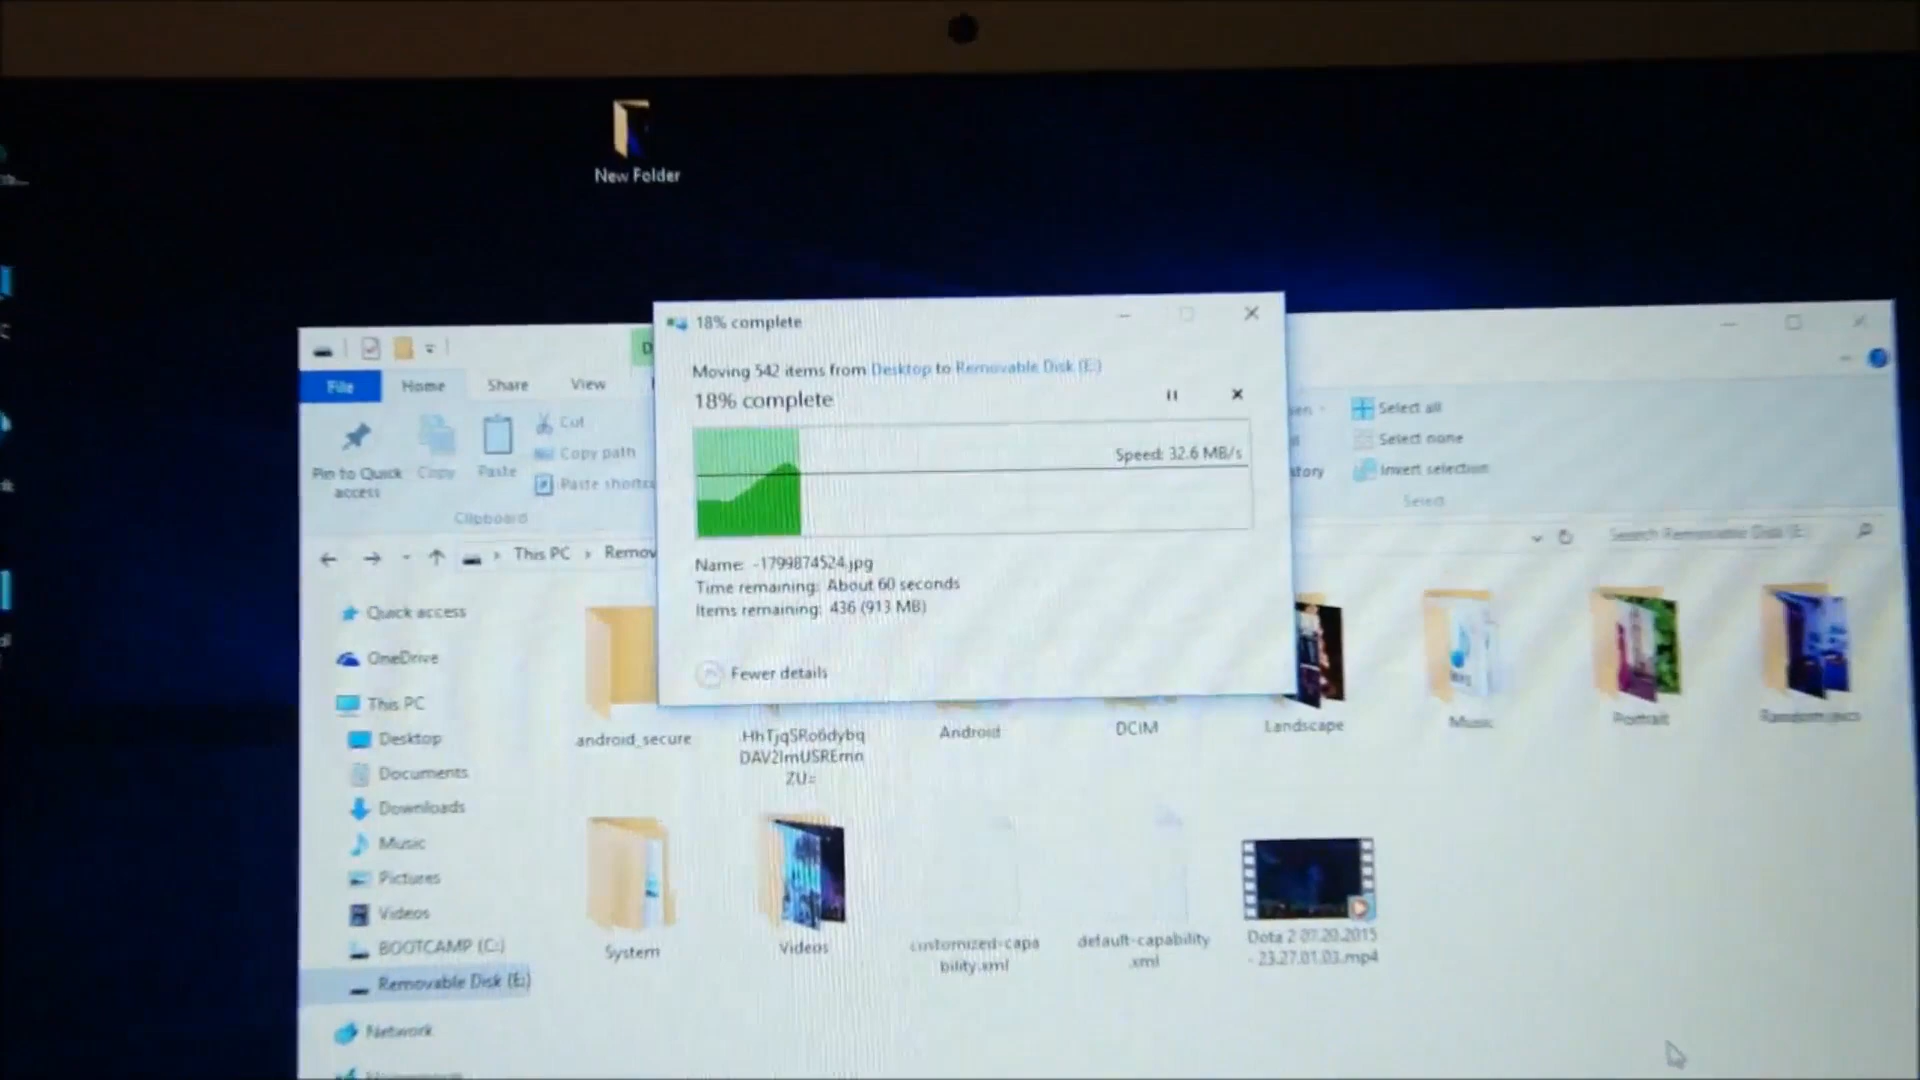 New Folder
18% complete
Moving 542 items from Desktop to Removable Disk (E:)
18% complete
Speed: 32.6 MB/s
Name: -1799874524.jpg
Time remaining: About 60 seconds
Items remaining: 436 (913 MB)
Fewer details
File
Home
Share
View
Pin to Quick
access
Copy
Paste
Cut
Copy path
Clipboard
Select all
Select none
Invert selection
Select
This PC
Search Removable Disk (E:
Quick access
OneDrive
This PC
Desktop
Documents
Downloads
Music
Pictures
Videos
BOOTCAMP (C:)
Removable Disk (E:)
Network
android_secure
Android
DCIM
Landscape
Music
Portrait
System
Videos
customized-capa
bility.xml
default-capability
.xml
Dota 2 07.20.2015
- 23.27.01.03.mp4